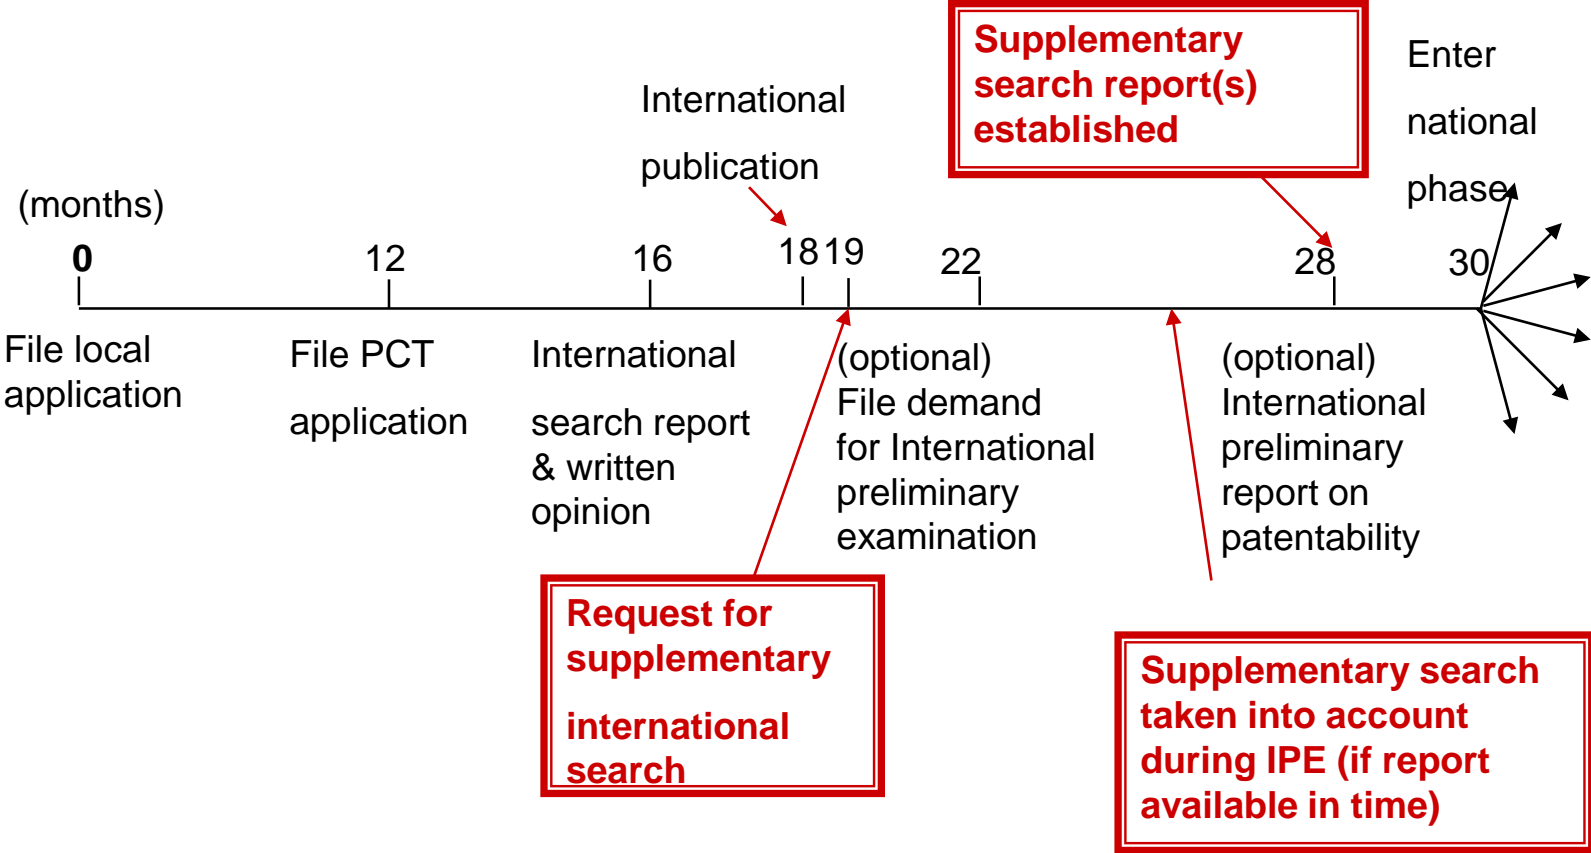 Supplementary
search report(s)
established
Enter
national
phase
International
publication
(months)
0
12
16
18
19
22
28
30
File local
application
File PCT
application
International
search report
& written
opinion
(optional)
File demand
for International
preliminary
examination
(optional)
International
preliminary
report on
patentability
Request for
supplementary
international
search
Supplementary search
taken into account
during IPE (if report
available in time)